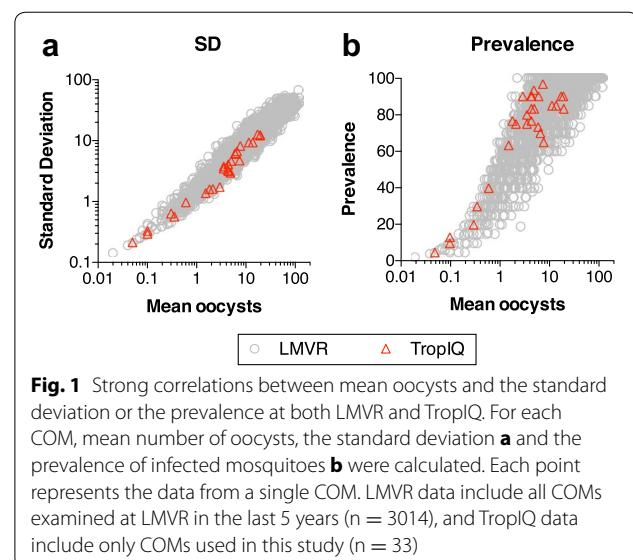 a
SD
b
Prevalence
Standard Deviation
100
10
1
0.1
0.01
0.1
1
10
100
Mean oocysts
Prevalence
100
80
60
40
20
0
0.01
0.1
1
10
100
Mean oocysts
LMVR
TropIQ
Fig. 1 Strong correlations between mean oocysts and the standard
deviation or the prevalence at both LMVR and TropIQ. For each
COM, mean number of oocysts, the standard deviation a and the
prevalence of infected mosquitoes b were calculated. Each point
represents the data from a single COM. LMVR data include all COMs
examined at LMVR in the last 5 years (n = 3014), and TropIQ data
include only COMs used in this study (n = 33)